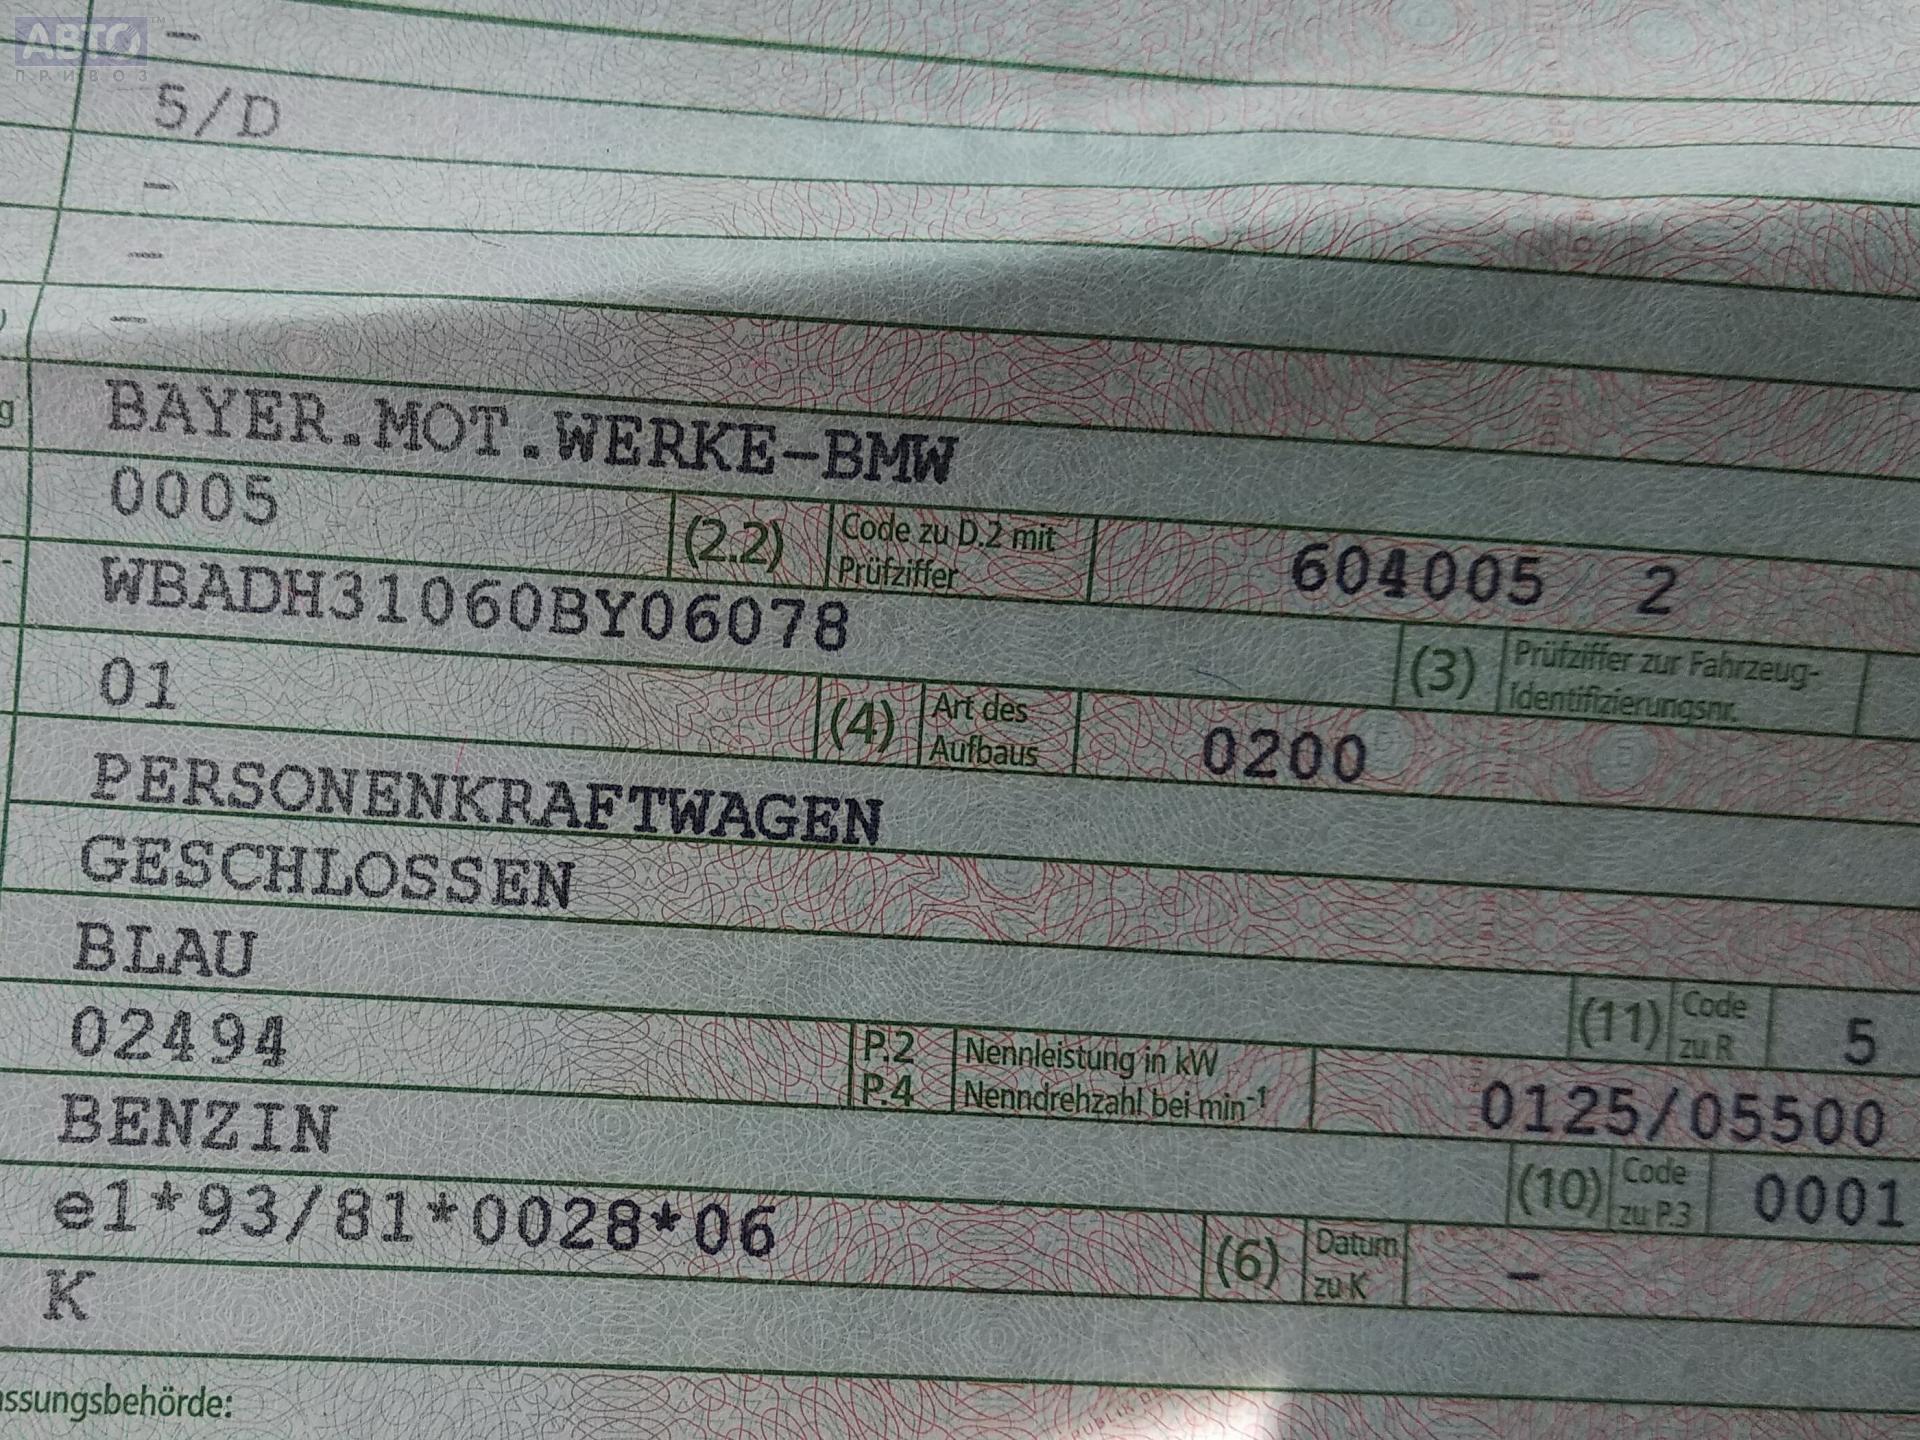 АВТО™
ПРИВОЗ
-
5/D
-
-
-
BAYER.MOT.WERKE-BMW
0005 (2.2) Code zu D.2 mit Prüfziffer 604005 2
WBADH31060BY06078 (3) Prüfziffer zur Fahrzeug-Identifizierungsnr.
01 (4) Art des Aufbaus 0200
PERSONENKRAFTWAGEN
GESCHLOSSEN
BLAU (11) Code zu R 5
02494 P.2 P.4 Nennleistung in kW Nenndrehzahl bei min-1 0125/05500
BENZIN (10) Code zu P.3 0001
e1*93/81*0028*06 (6) Datum zu K -
K
assungsbehörde: